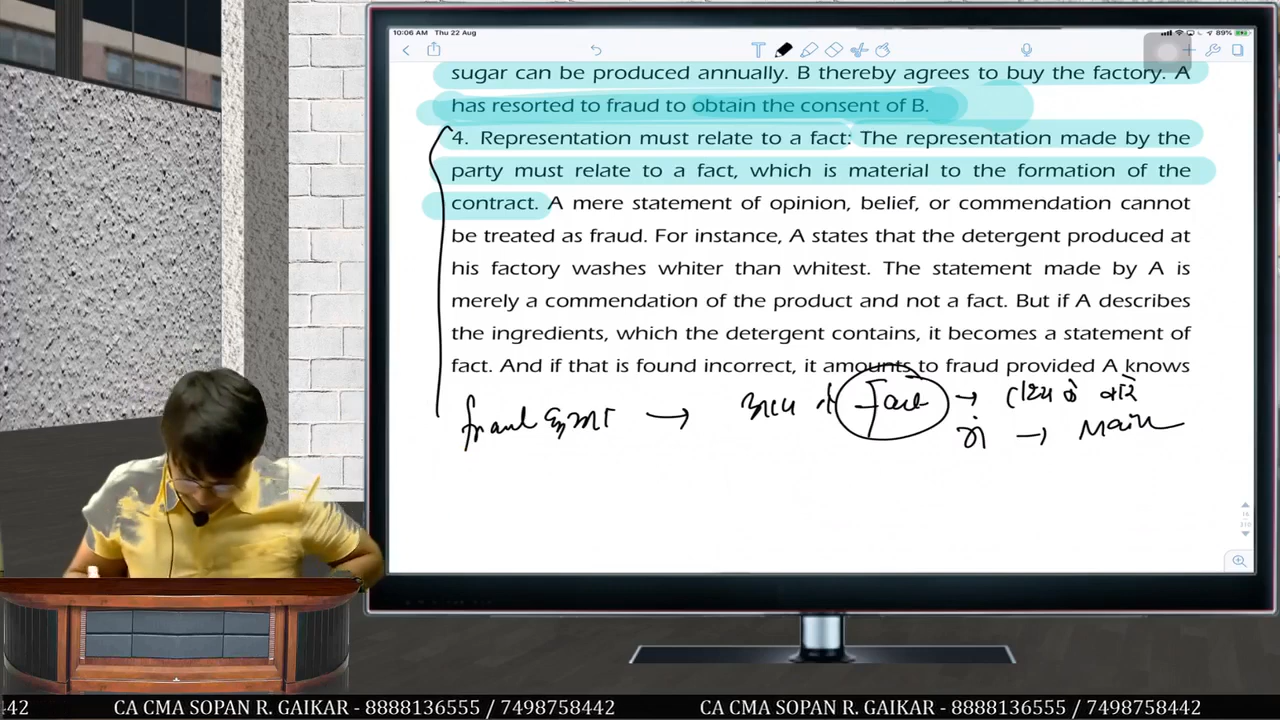 10:06 AM Thu 22 Aug
89%
T
sugar can be produced annually. B thereby agrees to buy the factory. A
has resorted to fraud to obtain the consent of B.
4. Representation must relate to a fact: The representation made by the
party must relate to a fact, which is material to the formation of the
contract. A mere statement of opinion, belief, or commendation cannot
be treated as fraud. For instance, A states that the detergent produced at
his factory washes whiter than whitest. The statement made by A is
merely a commendation of the product and not a fact. But if A describes
the ingredients, which the detergent contains, it becomes a statement of
fact. And if that is found incorrect, it amounts to fraud provided A knows
fraud → Fact →
→ Main
442 CA CMA SOPAN R. GAIKAR - 8888136555 / 7498758442 CA CMA SOPAN R. GAIKAR - 8888136555 / 7498758442